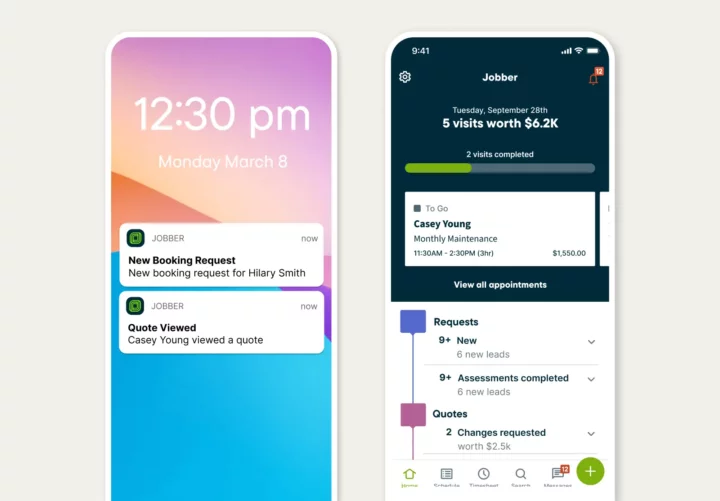 12:30 pm
Monday March 8
JOBBER
now
New Booking Request
New booking request for Hilary Smith
JOBBER
now
Quote Viewed
Casey Young viewed a quote
9:41
Jobber
12
Tuesday, September 28th
5 visits worth $6.2K
2 visits completed
To Go
Casey Young
Monthly Maintenance
11:30AM - 2:30PM (3hr)
$1,550.00
View all appointments
Requests
9+ New
6 new leads
9+ Assessments completed
6 new leads
Quotes
2 Changes requested
worth $2.5k
12
Home
Schedule
Timesheet
Search
Messages